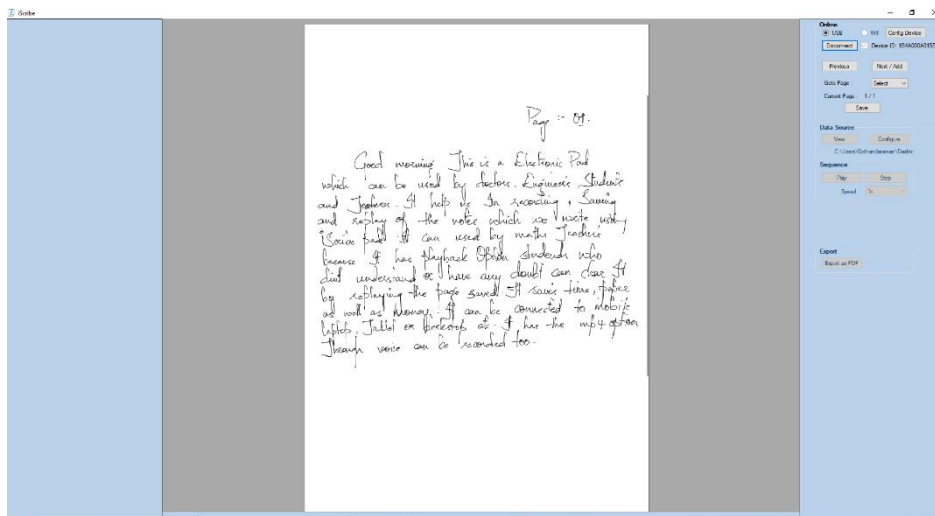 iScribe
Online
USB Wifi Config Device
Disconnect Device ID: 1B4A000A015E
Previous Next / Add
Goto Page : Select
Current Page : 1 / 1
Save
Data Source
View Configure
C:\Users\
Sequence
Play Stop
Speed 1x
Export
Export as PDF
Page :- 01.
Good morning This is a Electronic Pad
which can be used by doctors, Engineers, Students
and Teachers. It help us In recording, Saving
and replay of the notes which we write using
iScribe pad. It can used by maths Teachers
because It has playback Option students who
did understand or have any doubt can clear It
by replaying the page saved. It saves time, paper
as well as money. It can be connected to mobile
laptop, Tablet or Desktop etc. It has the mp4 option
Through voice can be recorded too.